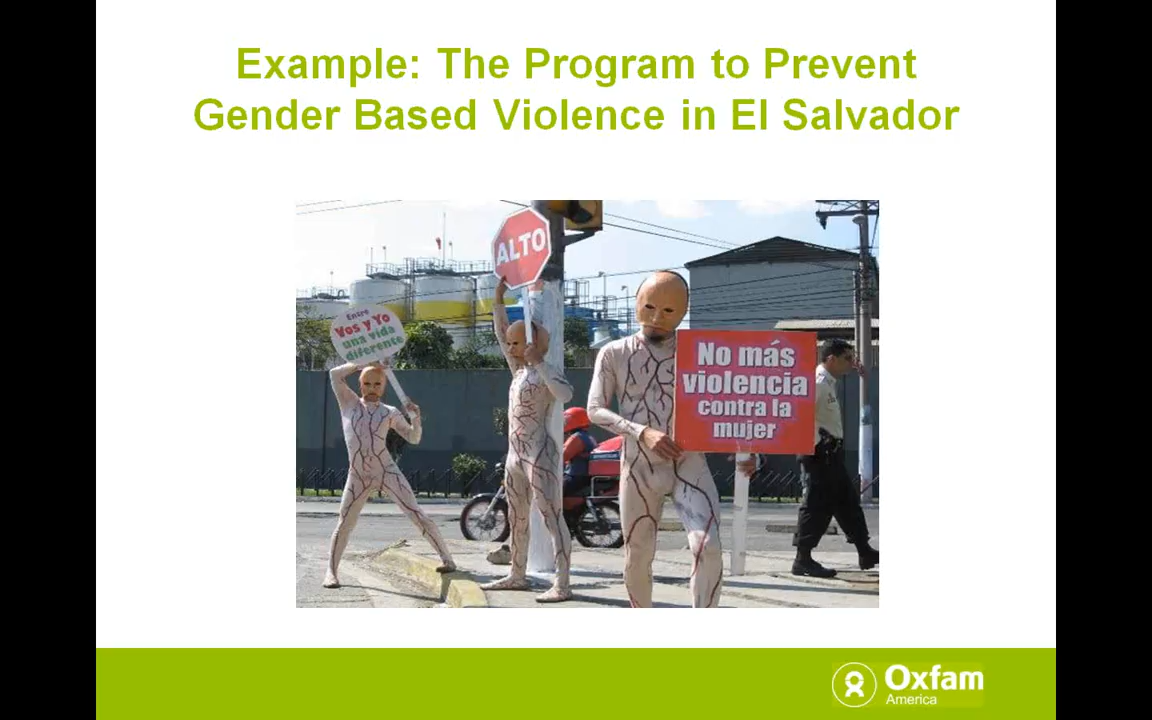 Example: The Program to Prevent
Gender Based Violence in El Salvador
ALTO
Entre
Vos y Yo
una vida
diferente
No más
violencia
contra la
mujer
Oxfam
America